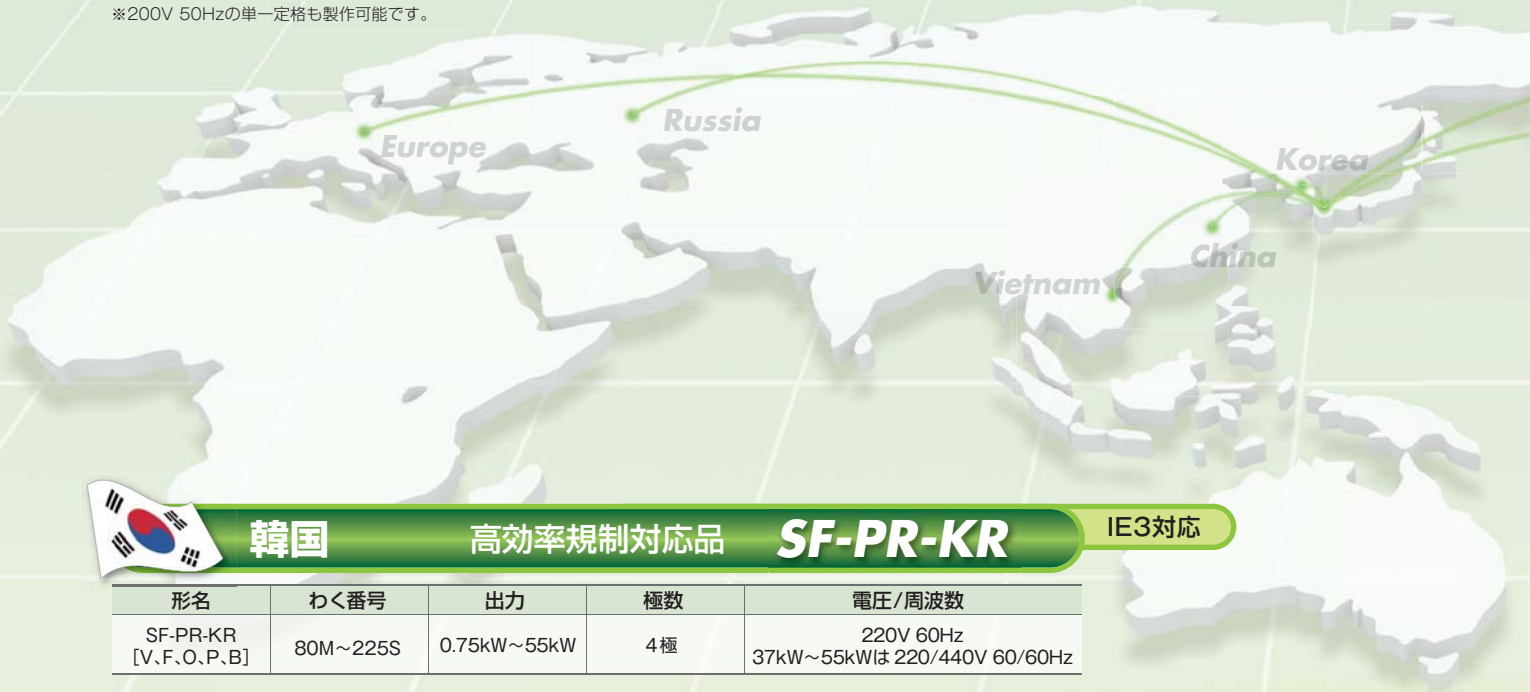 ※200V 50Hzの単一定格も製作可能です。
Russia
Europe
Korea
China
Vietnam
韓国 高効率規制対応品 SF-PR-KR IE3対応
形名 わく番号 出力 極数 電圧/周波数
SF-PR-KR
[V、F、O、P、B] 80M～225S 0.75kW～55kW 4極 220V 60Hz
37kW～55kWは 220/440V 60/60Hz